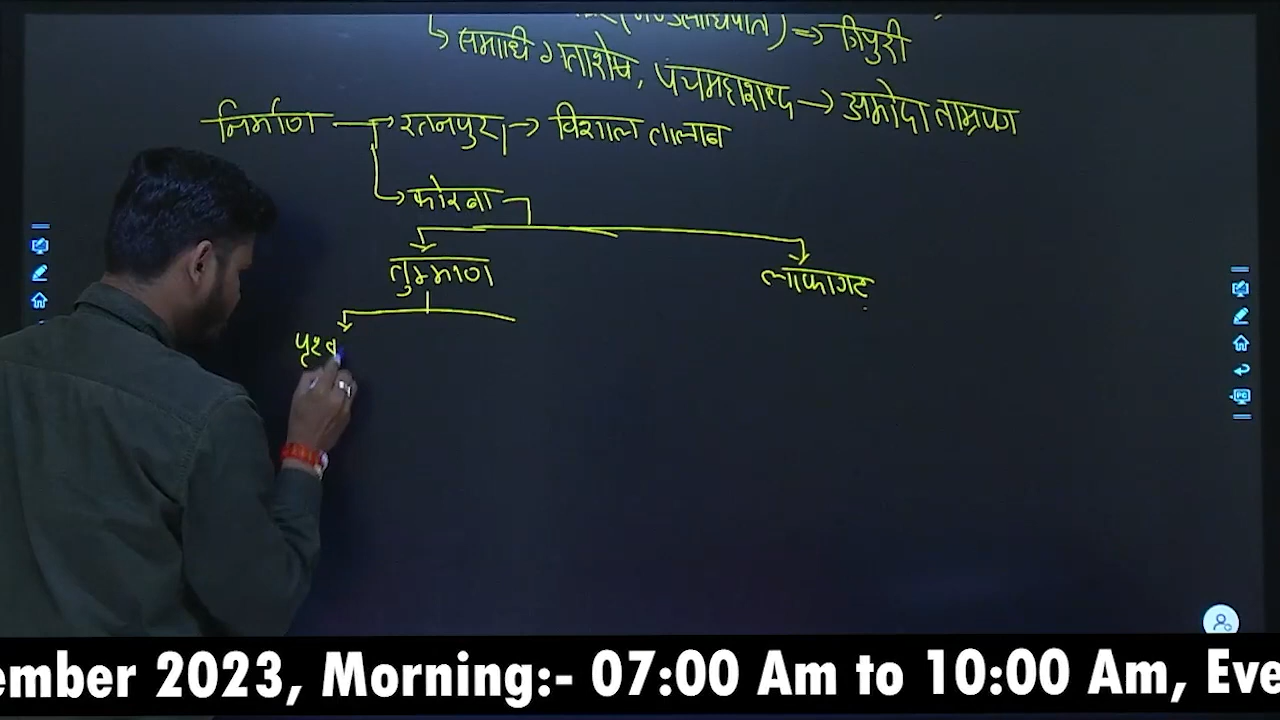 => त्रिपुरी
↳ समाधि गताशेष, पंचमहाशब्द → अमोदा ताम्रपत्र
निर्माण → रतनपुर → विशाल तालाब
→ कोरबा
तुम्माण लाफागढ
पृथ्व
ember 2023, Morning:- 07:00 Am to 10:00 Am, Eve